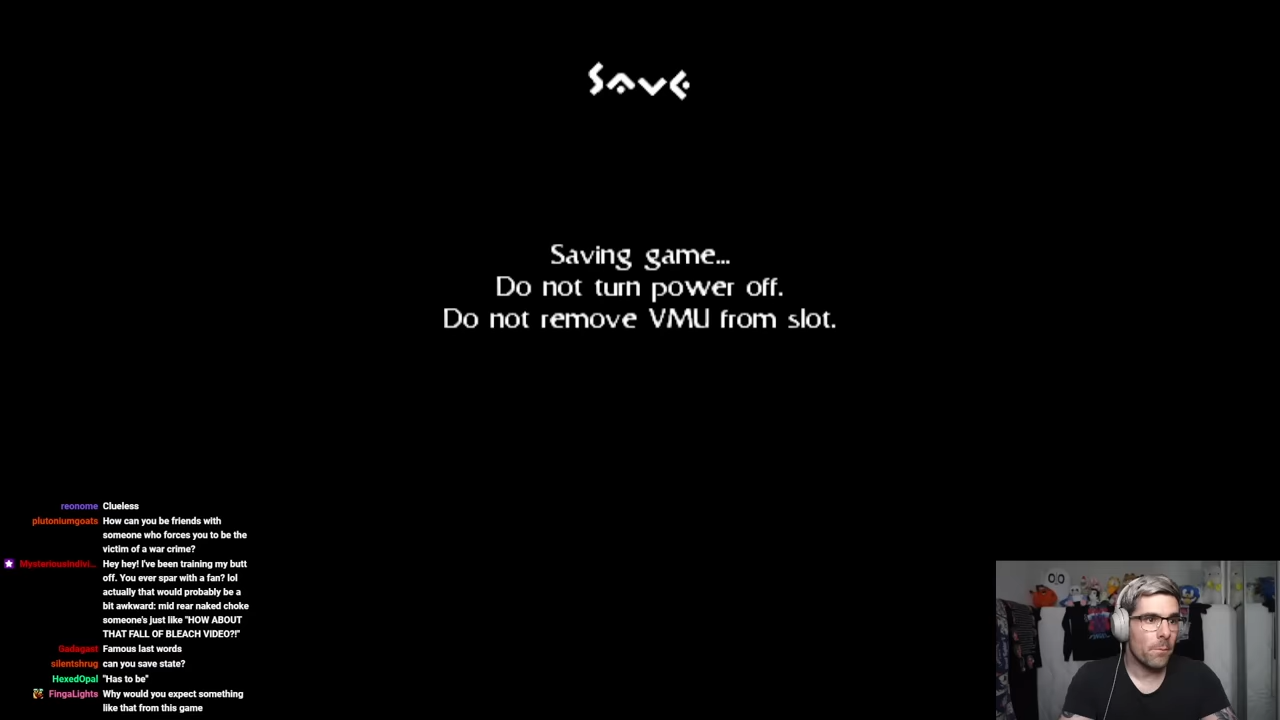 Save
Saving game...
Do not turn power off.
Do not remove VMU from slot.
reonome Clueless
plutoniumgoats How can you be friends with
someone who forces you to be the
victim of a war crime?
MysteriousIndivi... Hey hey! I've been training my butt
off. You ever spar with a fan? lol
actually that would probably be a
bit awkward: mid rear naked choke
someone's just like "HOW ABOUT
THAT FALL OF BLEACH VIDEO?!"
Gadogast Famous last words
silentshrug can you save state?
HexedOpal "Has to be"
FingaLights Why would you expect something
like that from this game